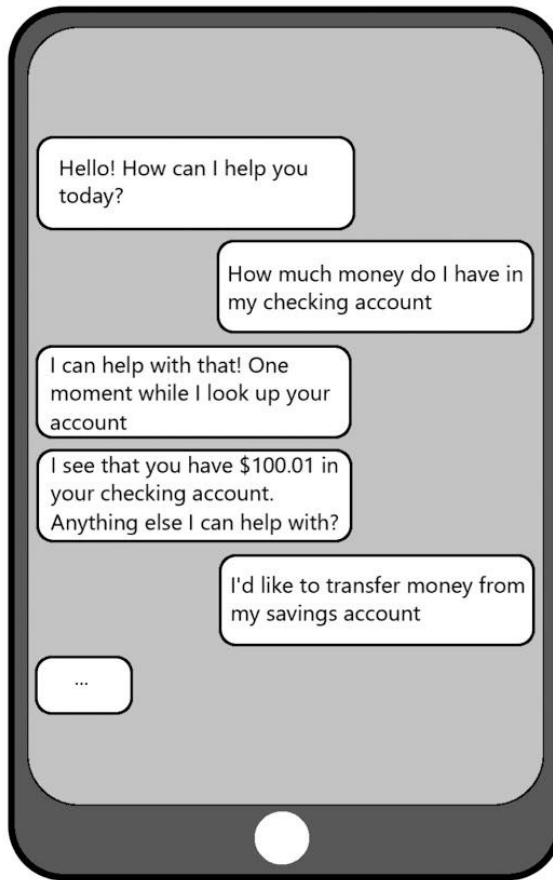 Hello! How can I help you
today?
How much money do I have in
my checking account
I can help with that! One
moment while I look up your
account
I see that you have $100.01 in
your checking account.
Anything else I can help with?
I'd like to transfer money from
my savings account
...